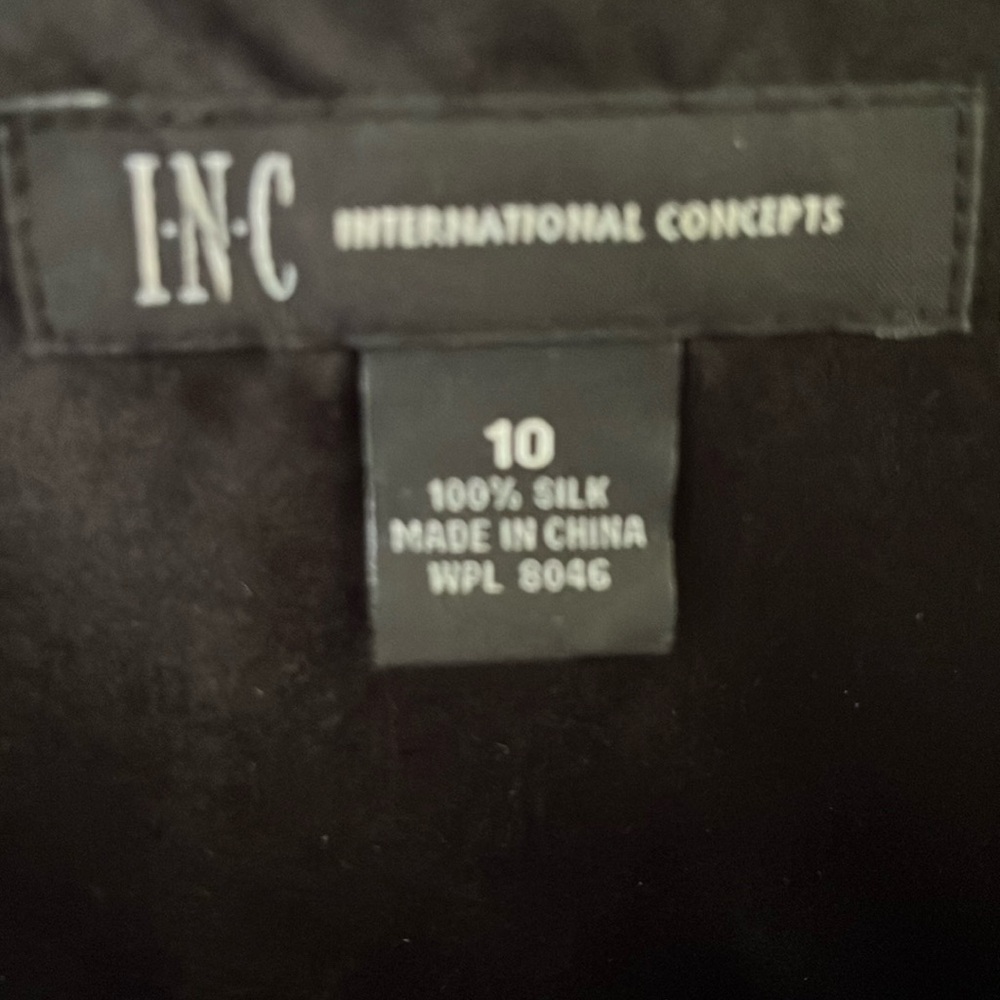 I·N·C INTERNATIONAL CONCEPTS
10
100% SILK
MADE IN CHINA
WPL 8046